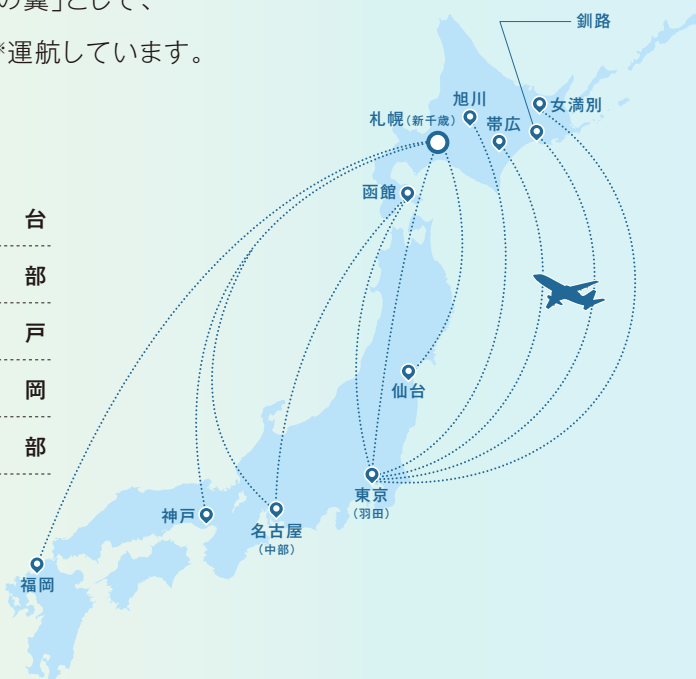 の翼」として、
※運航しています。
台
部
戸
岡
部
釧路
旭川
女満別
札幌(新千歳)
帯広
函館
仙台
東京
(羽田)
神戸
名古屋
(中部)
福岡